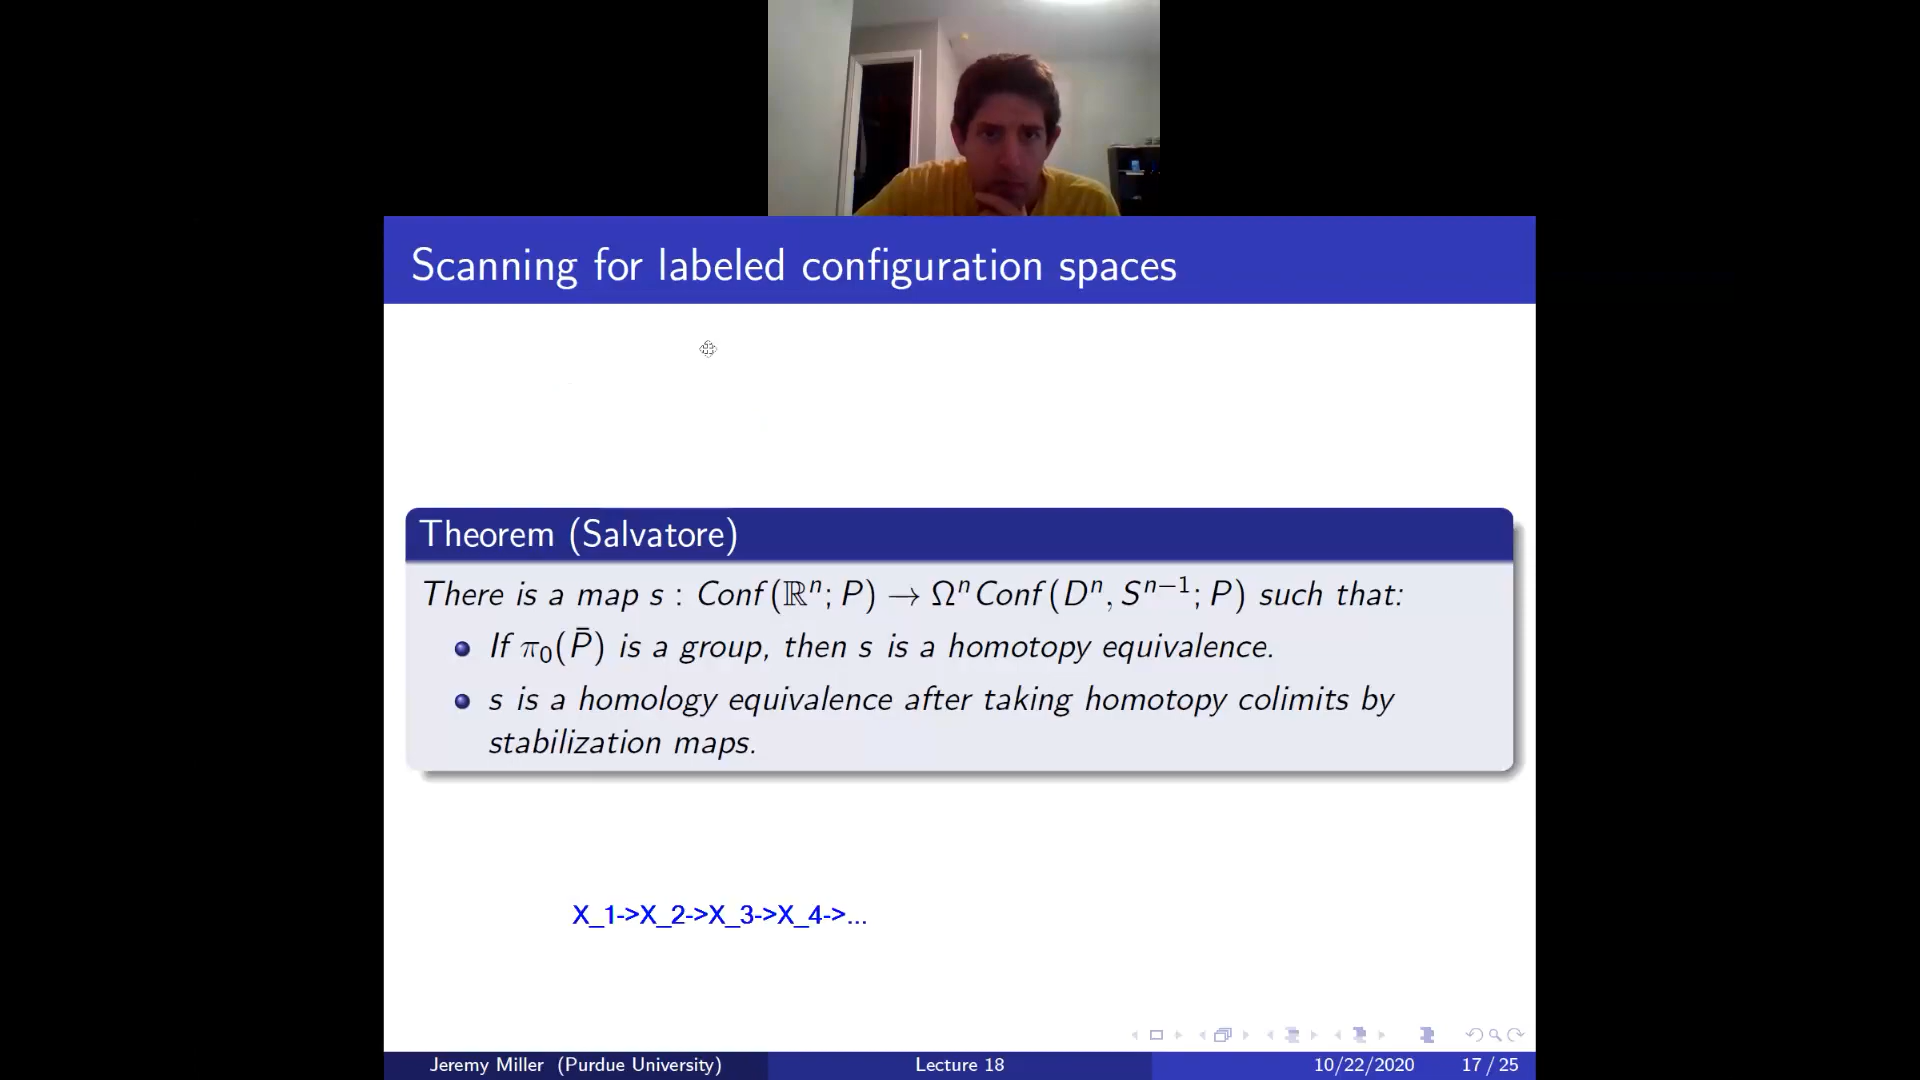 Scanning for labeled configuration spaces
Theorem (Salvatore)
There is a map s : Conf(ℝⁿ; P) → ΩⁿConf(Dⁿ, Sⁿ⁻¹; P) such that:
If π₀(P̄) is a group, then s is a homotopy equivalence.
s is a homology equivalence after taking homotopy colimits by
stabilization maps.
X_1->X_2->X_3->X_4->...
Jeremy Miller (Purdue University) Lecture 18 10/22/2020 17 / 25